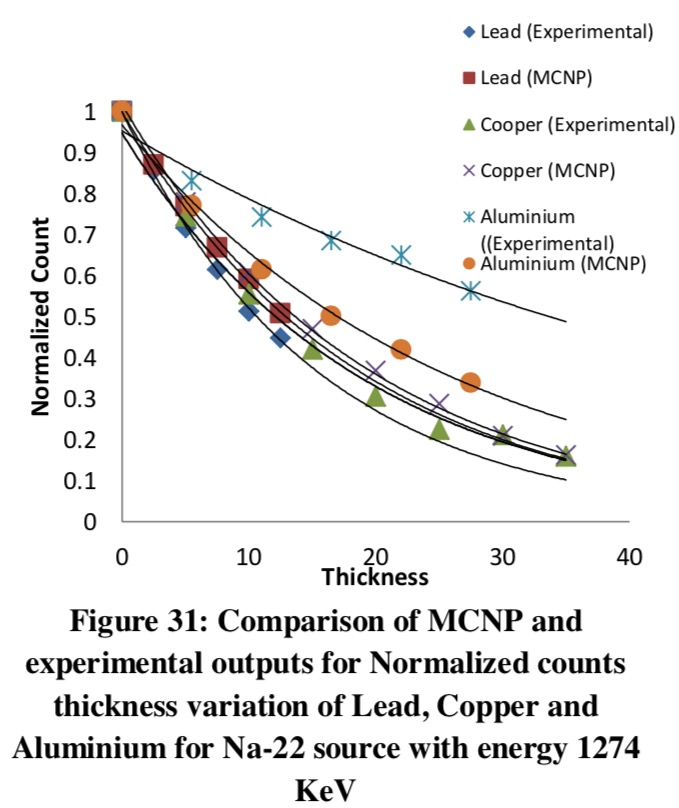 Lead (Experimental)
Lead (MCNP)
Cooper (Experimental)
Copper (MCNP)
Aluminium
((Experimental)
Aluminium (MCNP)
Normalized Count
1
0.9
0.8
0.7
0.6
0.5
0.4
0.3
0.2
0.1
0
0 10 20 30 40
Thickness
Figure 31: Comparison of MCNP and
experimental outputs for Normalized counts
thickness variation of Lead, Copper and
Aluminium for Na-22 source with energy 1274
KeV